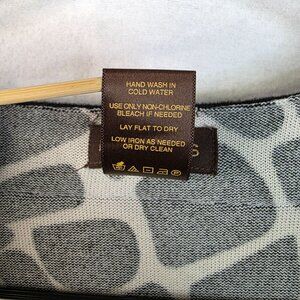 HAND WASH IN
COLD WATER
USE ONLY NON-CHLORINE
BLEACH IF NEEDED
LAY FLAT TO DRY
LOW IRON AS NEEDED
OR DRY CLEAN